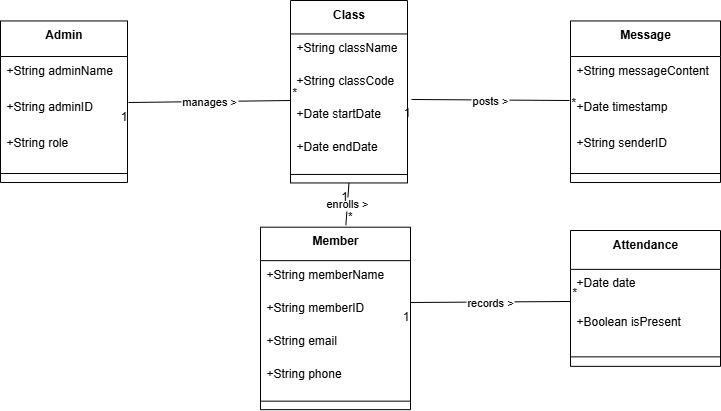 Admin
+String adminName
+String adminID
+String role
1
manages >
*
Class
+String className
+String classCode
+Date startDate
+Date endDate
1
posts >
*
Message
+String messageContent
+Date timestamp
+String senderID
1
enrolls >
*
Member
+String memberName
+String memberID
+String email
+String phone
1
records >
*
Attendance
+Date date
+Boolean isPresent